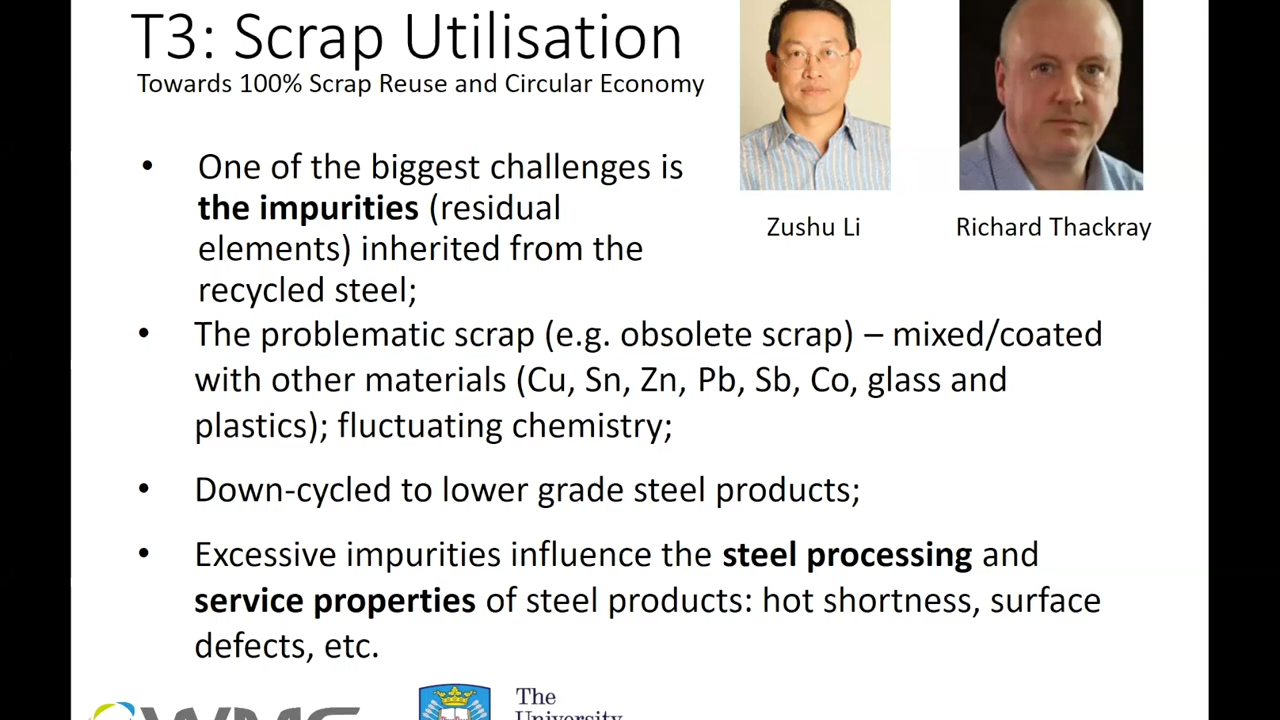 T3: Scrap Utilisation
Towards 100% Scrap Reuse and Circular Economy
• One of the biggest challenges is
the impurities (residual
elements) inherited from the
recycled steel;
Zushu Li
Richard Thackray
• The problematic scrap (e.g. obsolete scrap) – mixed/coated
with other materials (Cu, Sn, Zn, Pb, Sb, Co, glass and
plastics); fluctuating chemistry;
• Down-cycled to lower grade steel products;
• Excessive impurities influence the steel processing and
service properties of steel products: hot shortness, surface
defects, etc.
WMG
The
University